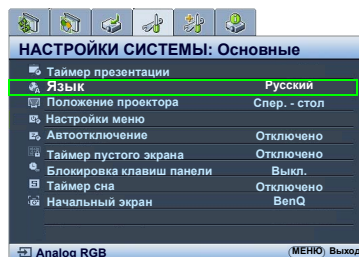 НАСТРОЙКИ СИСТЕМЫ: Основные
Таймер презентации
Язык Русский
Положение проектора Спер. - стол
Настройки меню
Автоотключение Отключено
Таймер пустого экрана Отключено
Блокировка клавиш панели Выкл.
Таймер сна Отключено
Начальный экран BenQ
Analog RGB МЕНЮ Выход